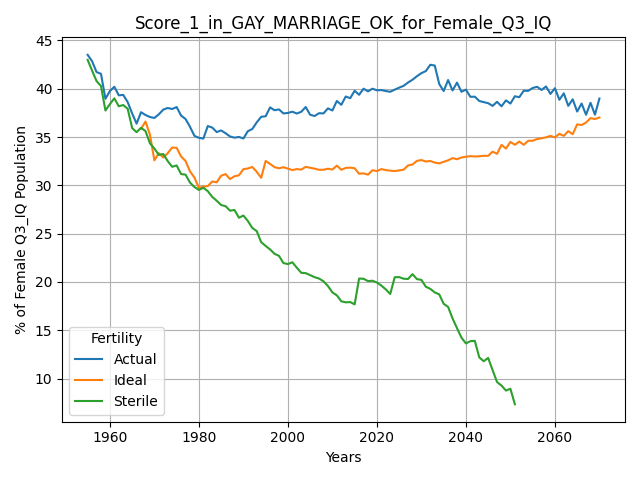 Score_1_in_GAY_MARRIAGE_OK_for_Female_Q3_IQ
% of Female Q3_IQ Population
45
40
35
30
25
20
15
10
Fertility
Actual
Ideal
Sterile
1960 1980 2000 2020 2040 2060
Years